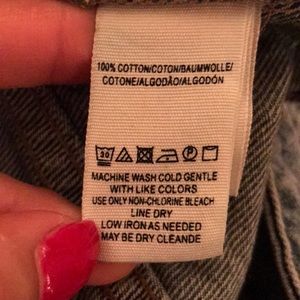 100% COTTON/COTON/BAUMWOLLE/
COTONE/ALGODÃO/ALGODÓN
30
MACHINE WASH COLD GENTLE
WITH LIKE COLORS
USE ONLY NON-CHLORINE BLEACH
LINE DRY
LOW IRON AS NEEDED
MAY BE DRY CLEANDE